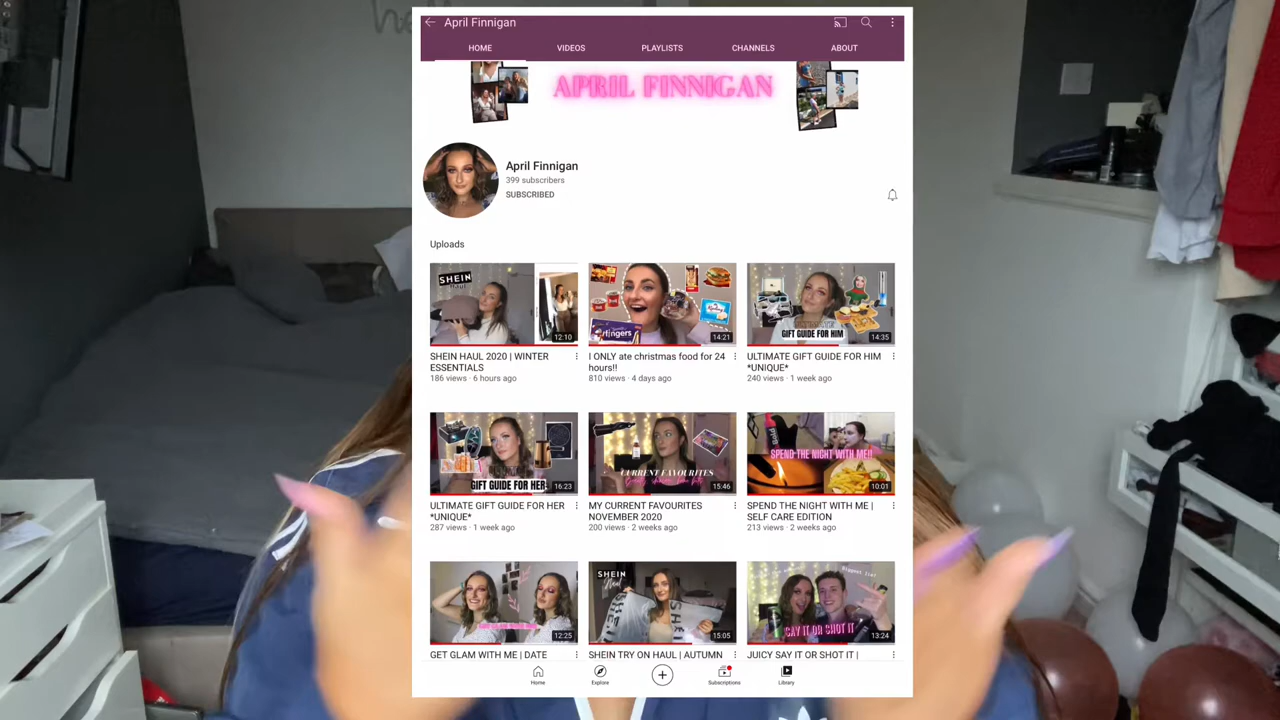 April Finnigan
HOME VIDEOS PLAYLISTS CHANNELS ABOUT
APRIL FINNIGAN
April Finnigan
399 subscribers
SUBSCRIBED
Uploads
SHEIN
Haul
12:10
SHEIN HAUL 2020 | WINTER
ESSENTIALS
186 views · 6 hours ago
fingers
14:21
I ONLY ate christmas food for 24
hours!!
810 views · 4 days ago
ULTIMATE
GIFT GUIDE FOR HIM
14:35
ULTIMATE GIFT GUIDE FOR HIM
*UNIQUE*
240 views · 1 week ago
GIFT GUIDE FOR HER
16:23
ULTIMATE GIFT GUIDE FOR HER
*UNIQUE*
287 views · 1 week ago
CURRENT FAVOURITES
15:46
MY CURRENT FAVOURITES
NOVEMBER 2020
200 views · 2 weeks ago
SPEND THE NIGHT WITH ME!!
10:01
SPEND THE NIGHT WITH ME |
SELF CARE EDITION
213 views · 2 weeks ago
12:25
GET GLAM WITH ME | DATE
SHEIN
Haul
15:05
SHEIN TRY ON HAUL | AUTUMN
biggest liar
SAY IT OR SHOT IT
13:24
JUICY SAY IT OR SHOT IT |
Home Explore Subscriptions Library